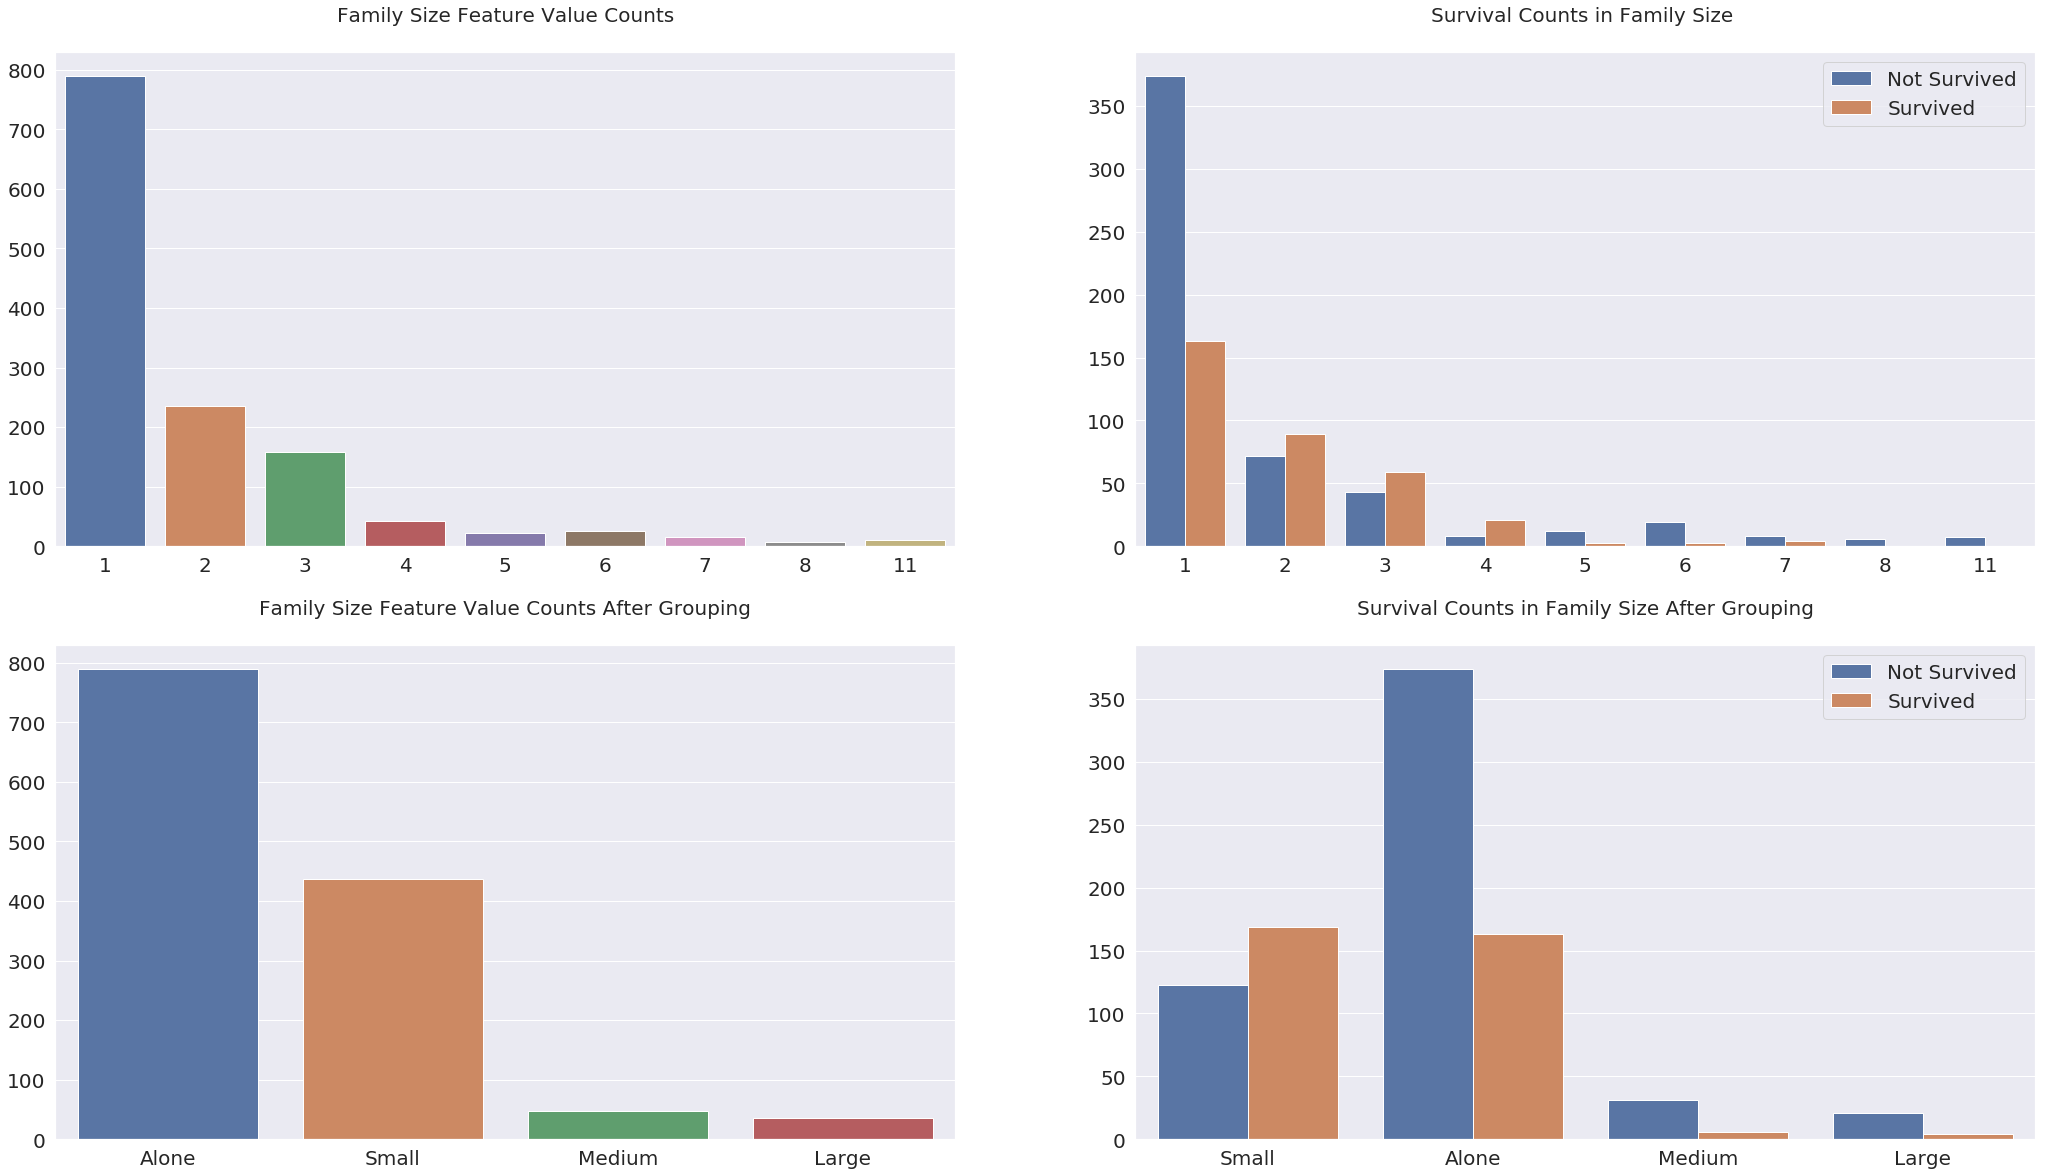 Family Size Feature Value Counts
800
700
600
500
400
300
200
100
0
1 2 3 4 5 6 7 8 11
Survival Counts in Family Size
Not Survived
Survived
350
300
250
200
150
100
50
0
1 2 3 4 5 6 7 8 11
Family Size Feature Value Counts After Grouping
800
700
600
500
400
300
200
100
0
Alone Small Medium Large
Survival Counts in Family Size After Grouping
Not Survived
Survived
350
300
250
200
150
100
50
0
Small Alone Medium Large